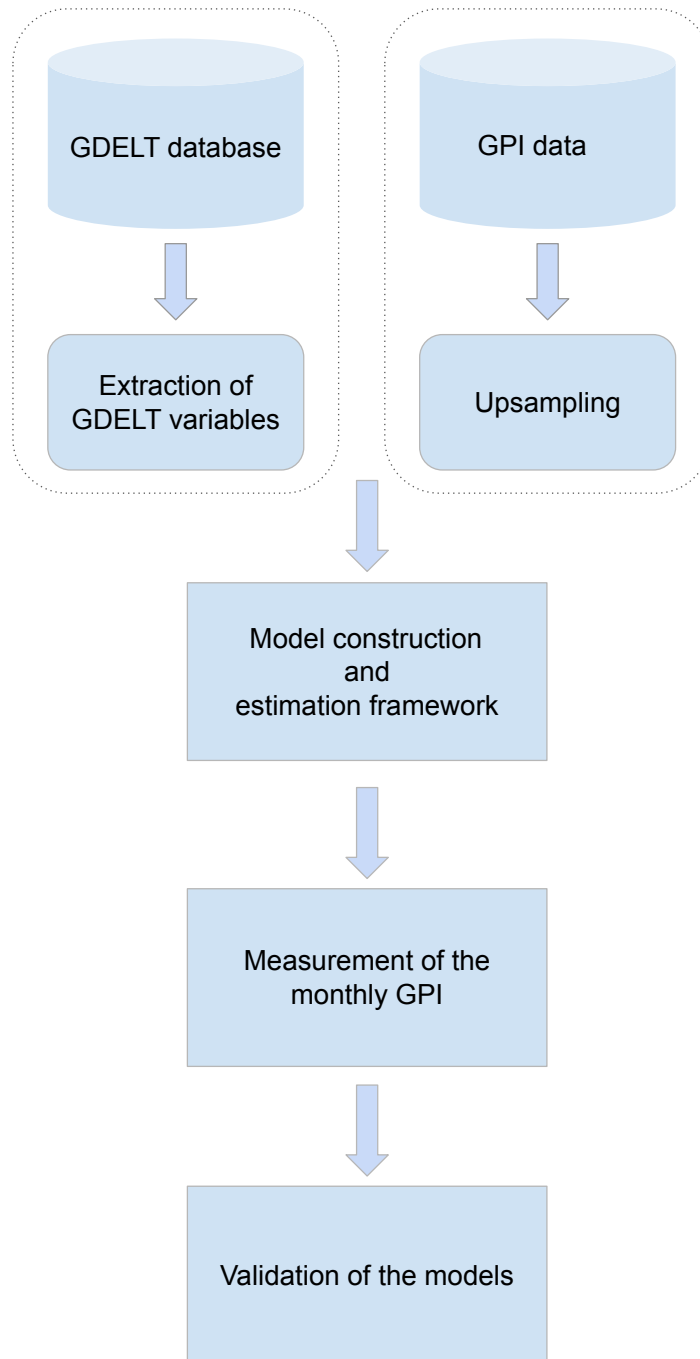 GDELT database
GPI data
Extraction of
GDELT variables
Upsampling
Model construction
and
estimation framework
Measurement of the
monthly GPI
Validation of the models